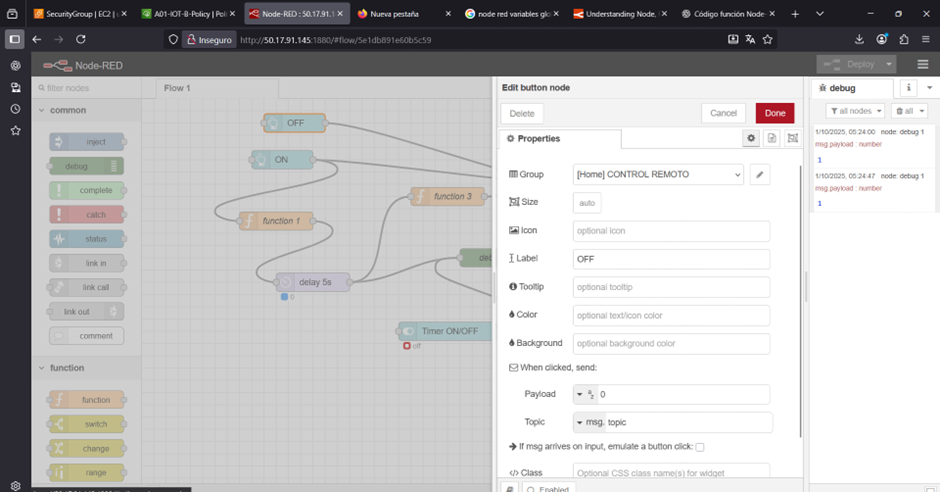 SecurityGroup | EC2 |
A01-IOT-B-Policy | Pol
Node-RED : 50.17.91.1
Nueva pestaña
node red variables glo
Understanding Node,
Código función Node-
Inseguro
http://50.17.91.145:1880/#flow/5e1db891e60b5c59
Node-RED
Deploy
filter nodes
Flow 1
common
inject
debug
complete
catch
status
link in
link call
link out
comment
function
function
switch
change
range
OFF
ON
function 3
function 1
delay 5s
0
deb
Timer ON/OFF
off
Edit button node
Delete
Cancel
Done
Properties
Group
[Home] CONTROL REMOTO
Size
auto
Icon
optional icon
Label
OFF
Tooltip
optional tooltip
Color
optional text/icon color
Background
optional background color
When clicked, send:
Payload
0
Topic
msg. topic
If msg arrives on input, emulate a button click:
Class
Optional CSS class name(s) for widget
Enabled
debug
all nodes
all
1/10/2025, 05:24:00 node: debug 1
msg.payload : number
1
1/10/2025, 05:24:47 node: debug 1
msg.payload : number
1